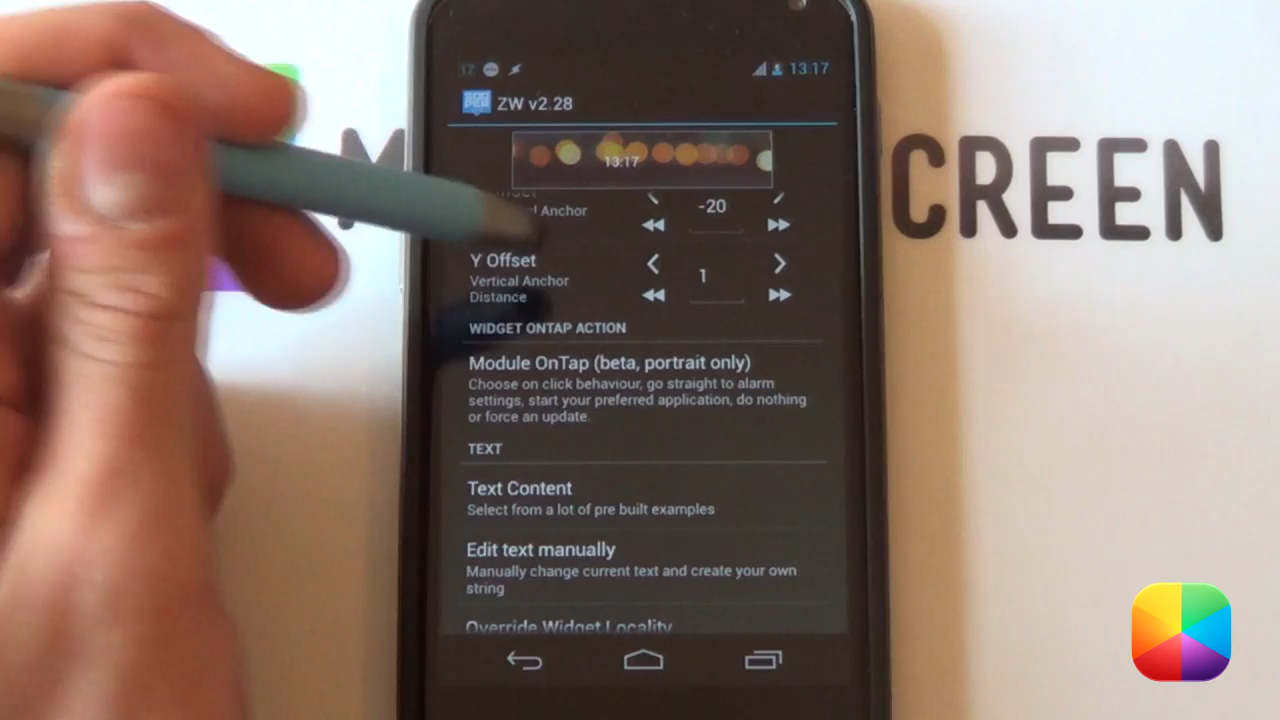 17
13:17
SOO
PER
ZW v2.28
M CREEN
13:17
Anchor
-20
Y Offset
Vertical Anchor
Distance
1
WIDGET ONTAP ACTION
Module OnTap (beta, portrait only)
Choose on click behaviour, go straight to alarm
settings, start your preferred application, do nothing
or force an update
TEXT
Text Content
Select from a lot of pre built examples
Edit text manually
Manually change current text and create your own
string
Override Widget Locality